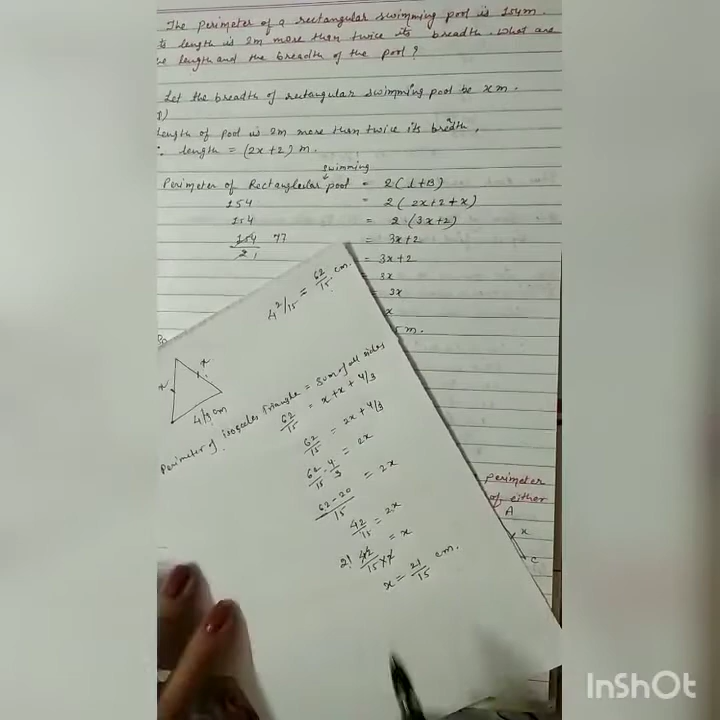 The perimeter of a rectangular swimming pool is 154m.
ts length is 2m more then twice its breadth. What are
e length and the breadth of the pool?
Let the breadth of rectangular swimming pool be x m.
length of pool is 2m more then twice its breath.
∴ length = (2x+2) m.
swimming
Perimeter of Rectanglular pool = 2(l+B)
154 = 2(2x+2+x)
154 = 2(3x+2)
154/2 77 = 3x+2
= 3x+2
= 3x
= 3x
x
m.
4 2/15 = 62/15 cm.
x x
4/3 cm
Perimeter of isosceles triangle = sum of all sides
62/15 = x+x+4/3
62/15 = 2x+4/3
62/15 - 4/3 = 2x
62-20/15 = 2x
42/15 = 2x
21 42/15×2 = x
x = 21/15 cm.
perimeter
of either
A
x
C
InShOt